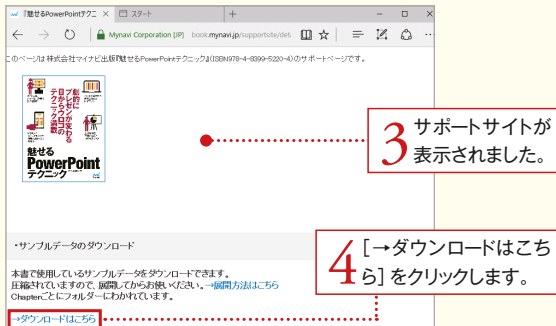 『魅せるPowerPointテクニ
スタート
Mynavi Corporation [JP] book.mynavi.jp/supportsite/det
このページは株式会社マイナビ出版『魅せるPowerPointテクニック』(ISBN978-4-8399-5220-4)のサポートページです。
劇的に
プレゼンが変わる
目からウロコの
テクニック満載
魅せる
PowerPoint
テクニック
3 サポートサイトが
表示されました。
・サンプルデータのダウンロード
本書で使用しているサンプルデータをダウンロードできます。
圧縮されていますので、展開してからお使いください。→展開方法はこちら
Chapterごとにフォルダーにわかれています。
→ダウンロードはこちら
4 [→ダウンロードはこち
ら] をクリックします。